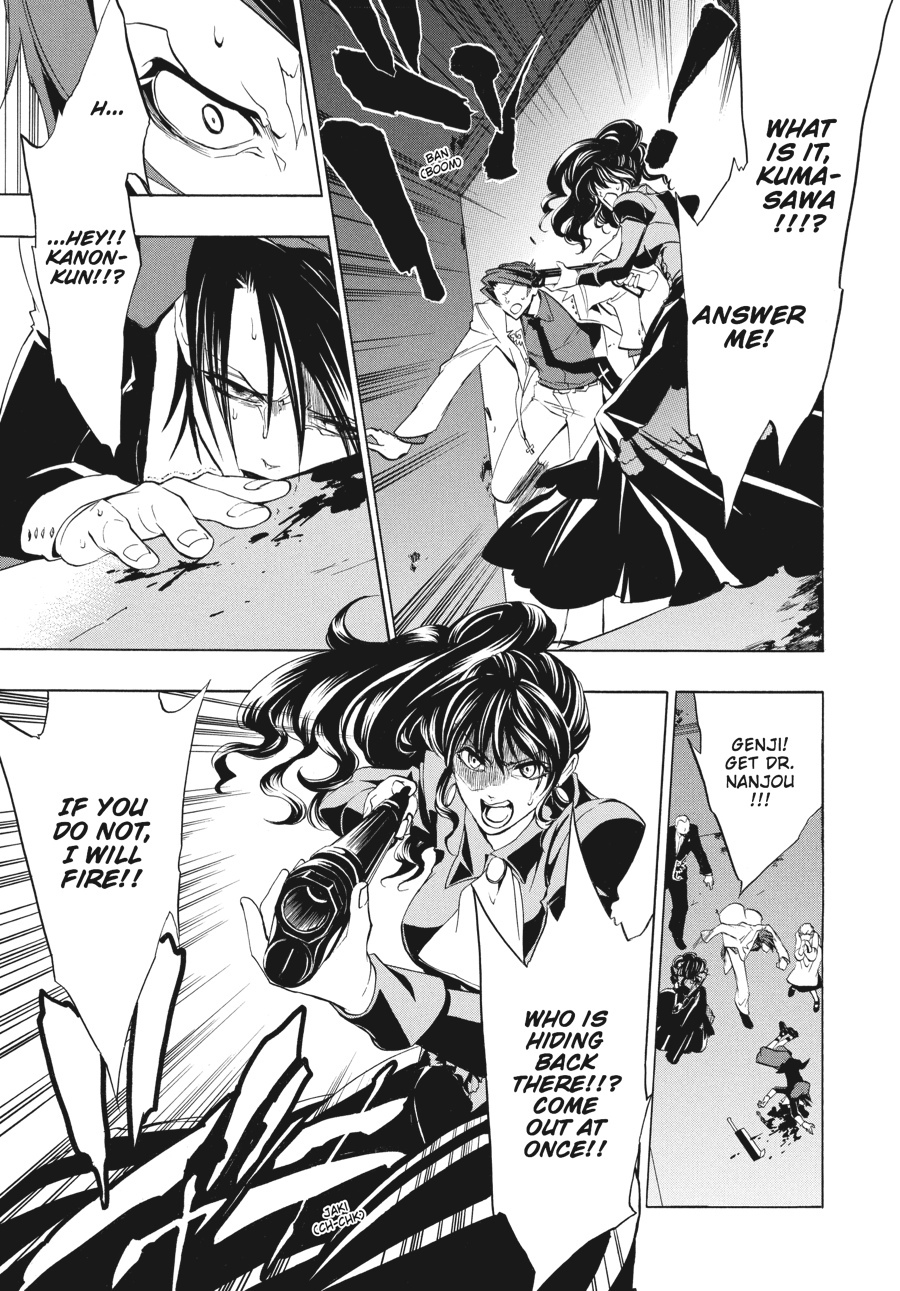 WHAT
IS IT,
KUMA-
SAWA
!!!?
ANSWER
ME!
BAN
(BOOM)
H...
...HEY!!
KANON-
KUN!!?
GENJI!
GET DR.
NANJOU
!!!
WHO IS
HIDING
BACK
THERE!!?
COME
OUT AT
ONCE!!
IF YOU
DO NOT,
I WILL
FIRE!!
JAKI
(CH-CHK)